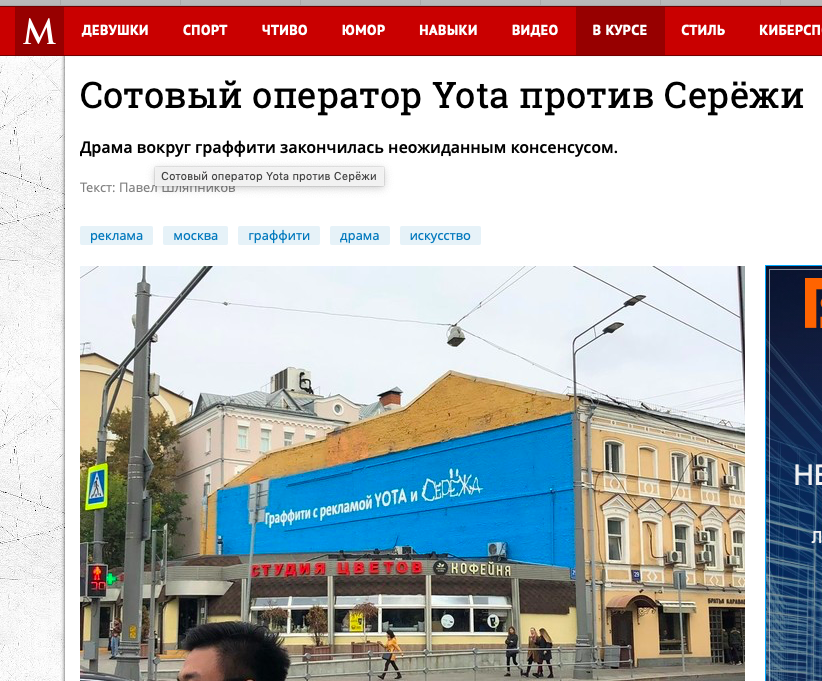 М ДЕВУШКИ СПОРТ ЧТИВО ЮМОР НАВЫКИ ВИДЕО В КУРСЕ СТИЛЬ КИБЕРСП
Сотовый оператор Yota против Серёжи
Драма вокруг граффити закончилась неожиданным консенсусом.
Сотовый оператор Yota против Серёжи
Текст: Павел Шляпников
реклама москва граффити драма искусство
Граффити с рекламой YOTA и СЕРЁЖА
СТУДИЯ ЦВЕТОВ КОФЕЙНЯ
БРАТЬЯ КАРАВАЕ
НЕ
Л